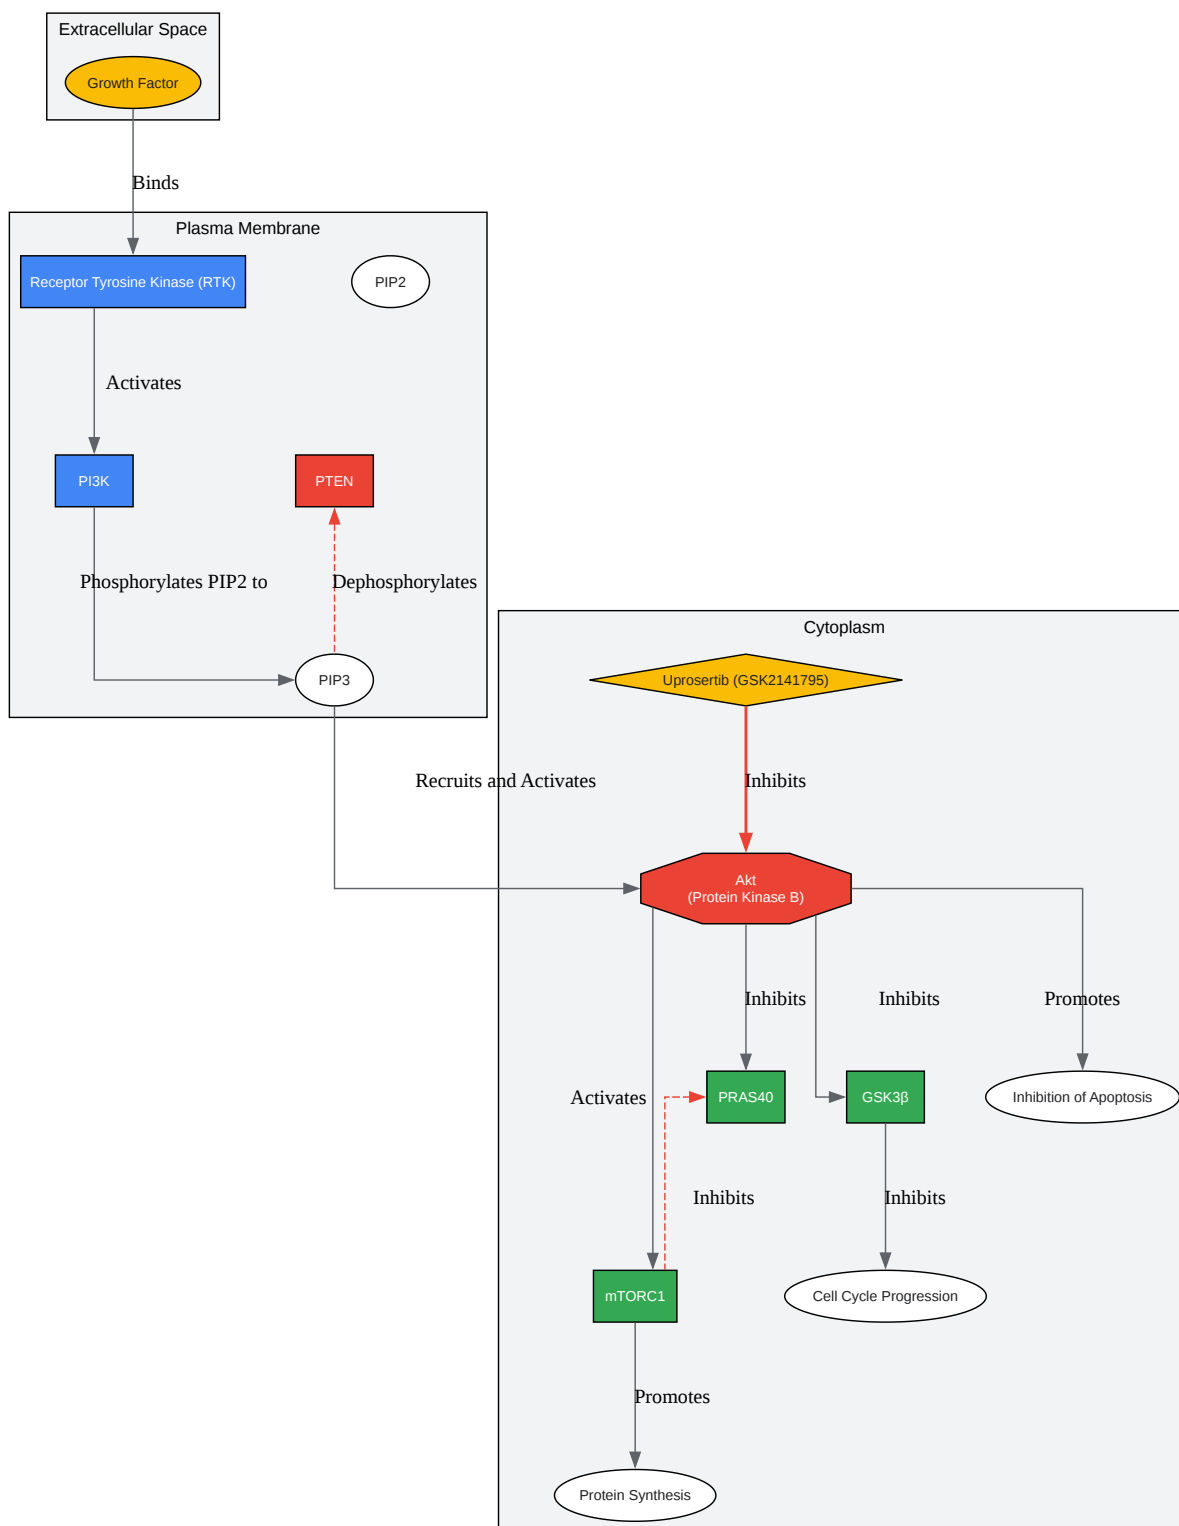 Extracellular Space
Growth Factor
Binds
Plasma Membrane
Receptor Tyrosine Kinase (RTK)
PIP2
Activates
PI3K
PTEN
Phosphorylates PIP2 to
Dephosphorylates
PIP3
Cytoplasm
Uprosertib (GSK2141795)
Recruits and Activates
Inhibits
Akt
(Protein Kinase B)
Inhibits
Inhibits
Promotes
Activates
PRAS40
GSK3β
Inhibition of Apoptosis
Inhibits
Inhibits
mTORC1
Cell Cycle Progression
Promotes
Protein Synthesis